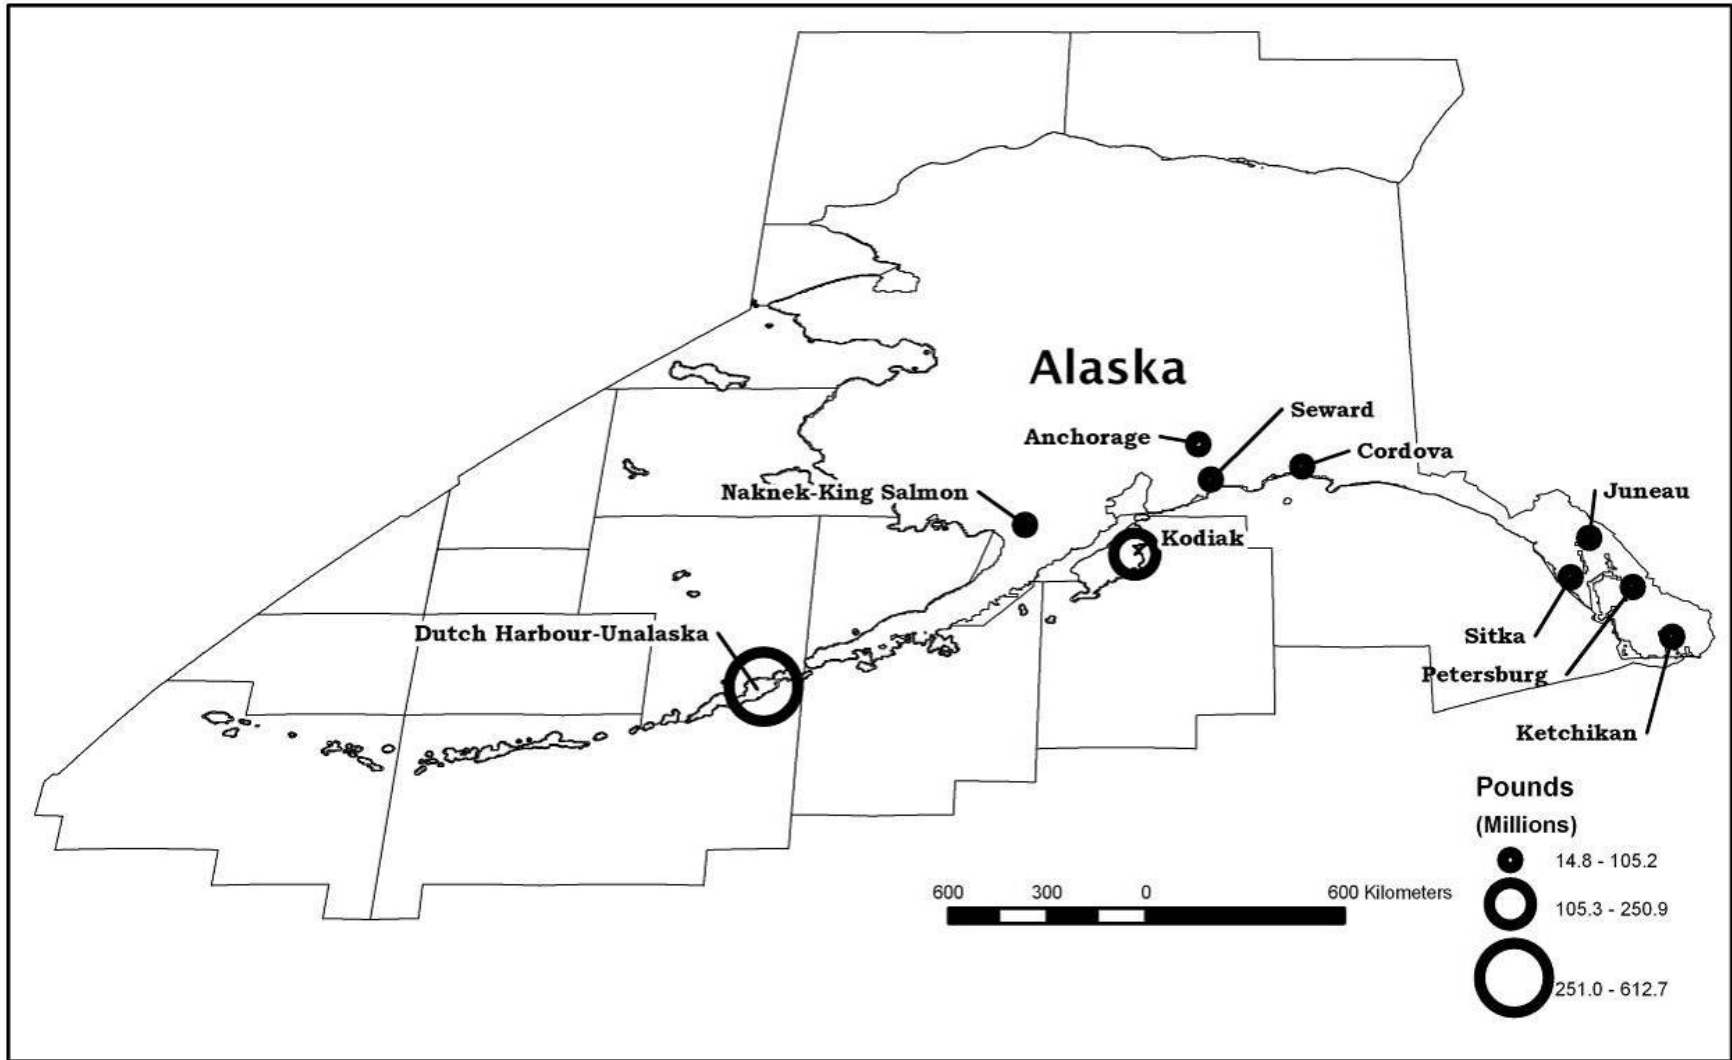 Alaska
Seward
Anchorage
Cordova
Naknek-King Salmon
Juneau
Kodiak
Dutch Harbour-Unalaska
Sitka
Petersburg
Ketchikan
Pounds
(Millions)
14.8 - 105.2
600 300 0 600 Kilometers
105.3 - 250.9
251.0 - 612.7